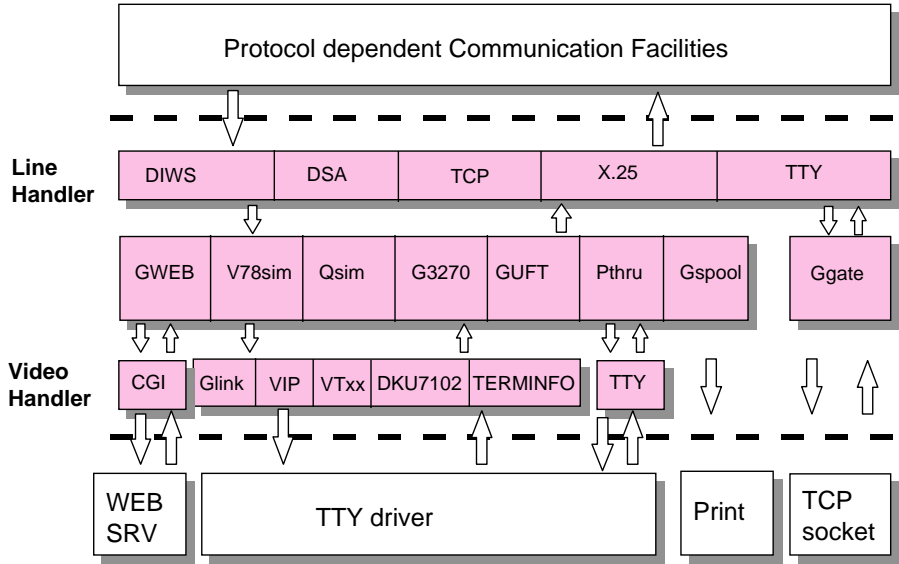 Protocol dependent Communication Facilities
Line
Handler
DIWS
DSA
TCP
X.25
TTY
GWEB
V78sim
Qsim
G3270
GUFT
Pthru
Gspool
Ggate
Video
Handler
CGI
Glink
VIP
VTxx
DKU7102
TERMINFO
TTY
WEB
SRV
TTY driver
Print
TCP
socket